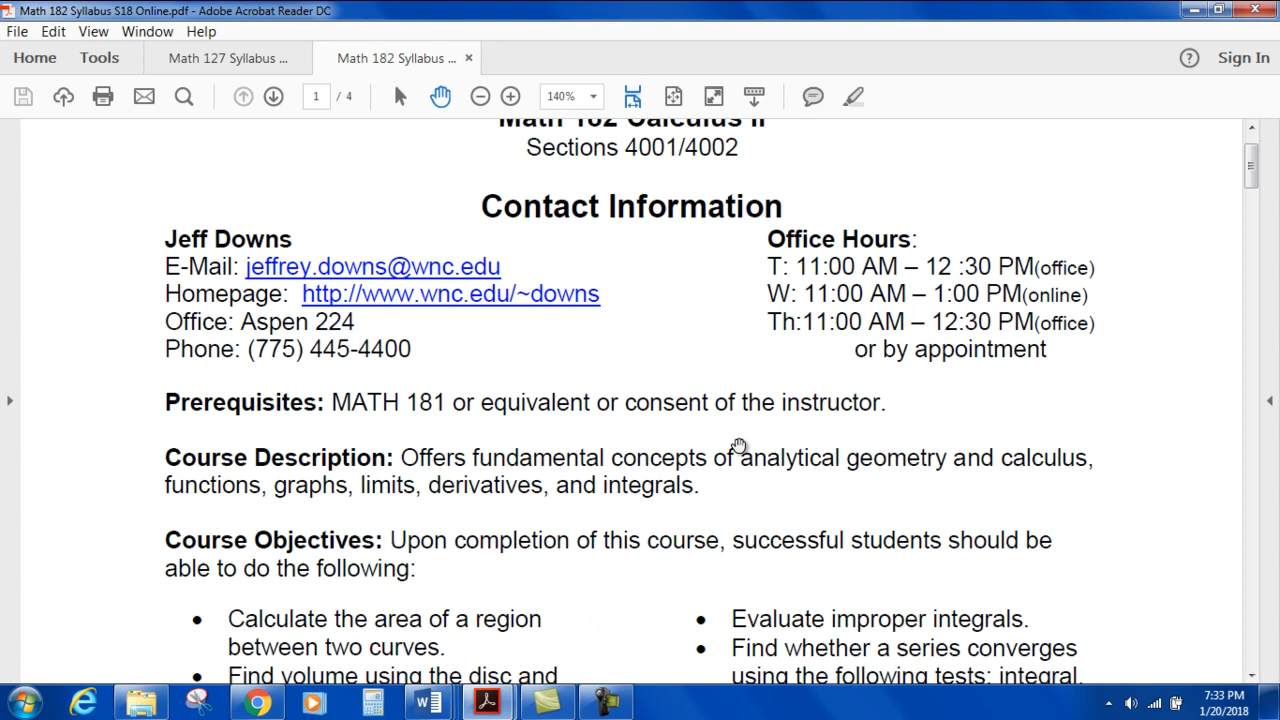 Math 182 Syllabus S18 Online.pdf - Adobe Acrobat Reader DC
File Edit View Window Help
Home Tools Math 127 Syllabus ... Math 182 Syllabus ... × ? Sign In
1 / 4 140%
Math 182 Calculus II
Sections 4001/4002
Contact Information
Jeff Downs Office Hours:
E-Mail: jeffrey.downs@wnc.edu T: 11:00 AM – 12 :30 PM(office)
Homepage: http://www.wnc.edu/~downs W: 11:00 AM – 1:00 PM(online)
Office: Aspen 224 Th:11:00 AM – 12:30 PM(office)
Phone: (775) 445-4400 or by appointment
Prerequisites: MATH 181 or equivalent or consent of the instructor.
Course Description: Offers fundamental concepts of analytical geometry and calculus,
functions, graphs, limits, derivatives, and integrals.
Course Objectives: Upon completion of this course, successful students should be
able to do the following:
• Calculate the area of a region
between two curves.
• Find volume using the disc and
• Evaluate improper integrals.
• Find whether a series converges
using the following tests: integral,
7:33 PM
1/20/2018